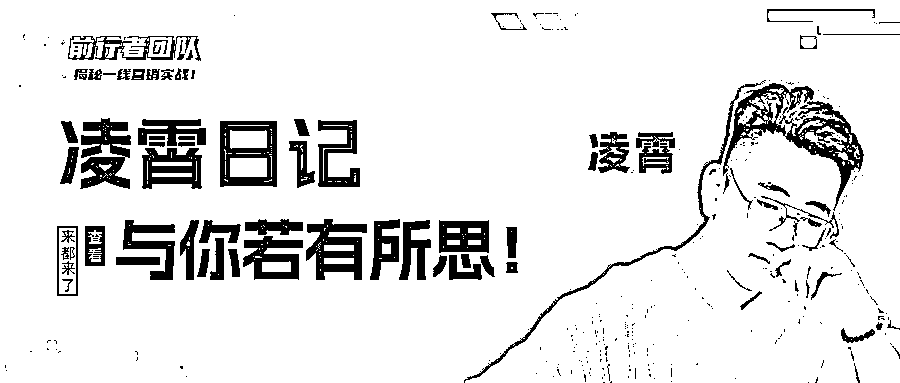 前行者团队
揭秘一线营销实战!
凌霄日记
凌霄
来都来了
查看
与你若有所思!